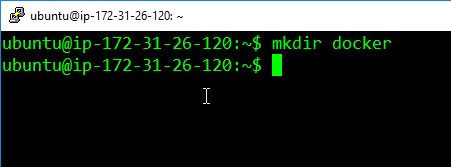 ubuntu@ip-172-31-26-120: ~
ubuntu@ip-172-31-26-120:~$ mkdir docker
ubuntu@ip-172-31-26-120:~$